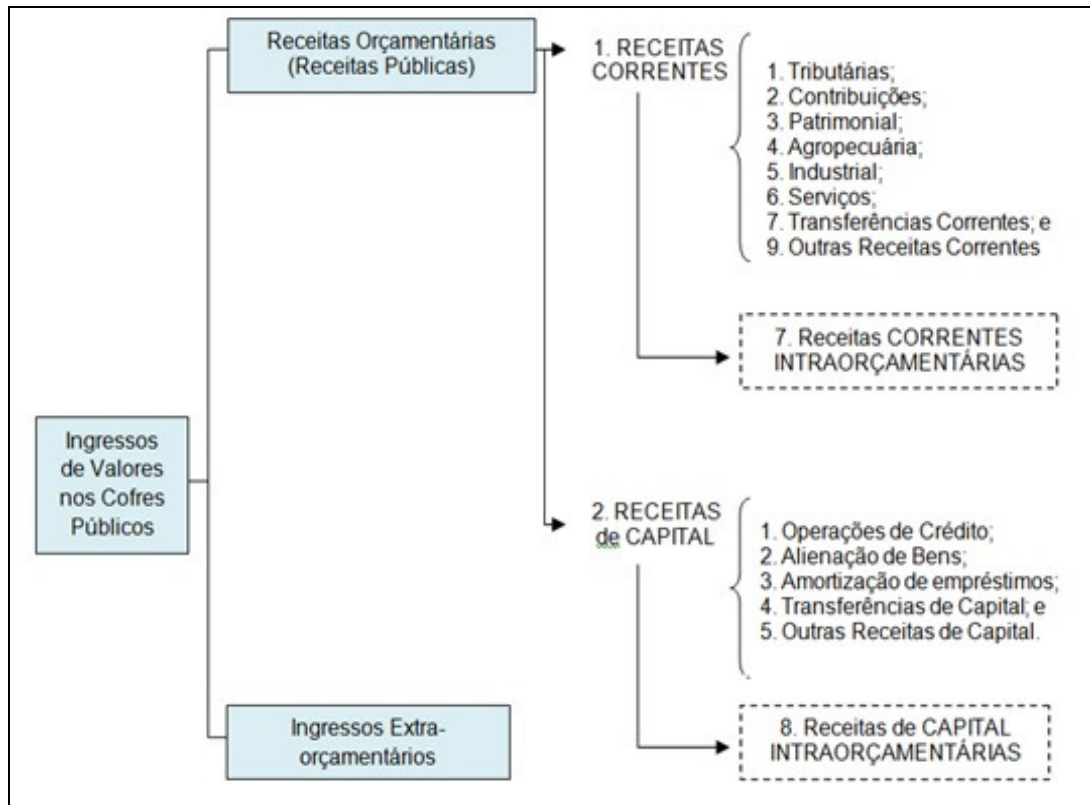 Receitas Orçamentárias
(Receitas Públicas)
1. RECEITAS
CORRENTES
1. Tributárias;
2. Contribuições;
3. Patrimonial;
4. Agropecuária;
5. Industrial;
6. Serviços;
7. Transferências Correntes; e
9. Outras Receitas Correntes
7. Receitas CORRENTES
INTRAORÇAMENTÁRIAS
Ingressos
de Valores
nos Cofres
Públicos
2. RECEITAS
de CAPITAL
1. Operações de Crédito;
2. Alienação de Bens;
3. Amortização de empréstimos;
4. Transferências de Capital; e
5. Outras Receitas de Capital.
8. Receitas de CAPITAL
INTRAORÇAMENTÁRIAS
Ingressos Extra-
orçamentários